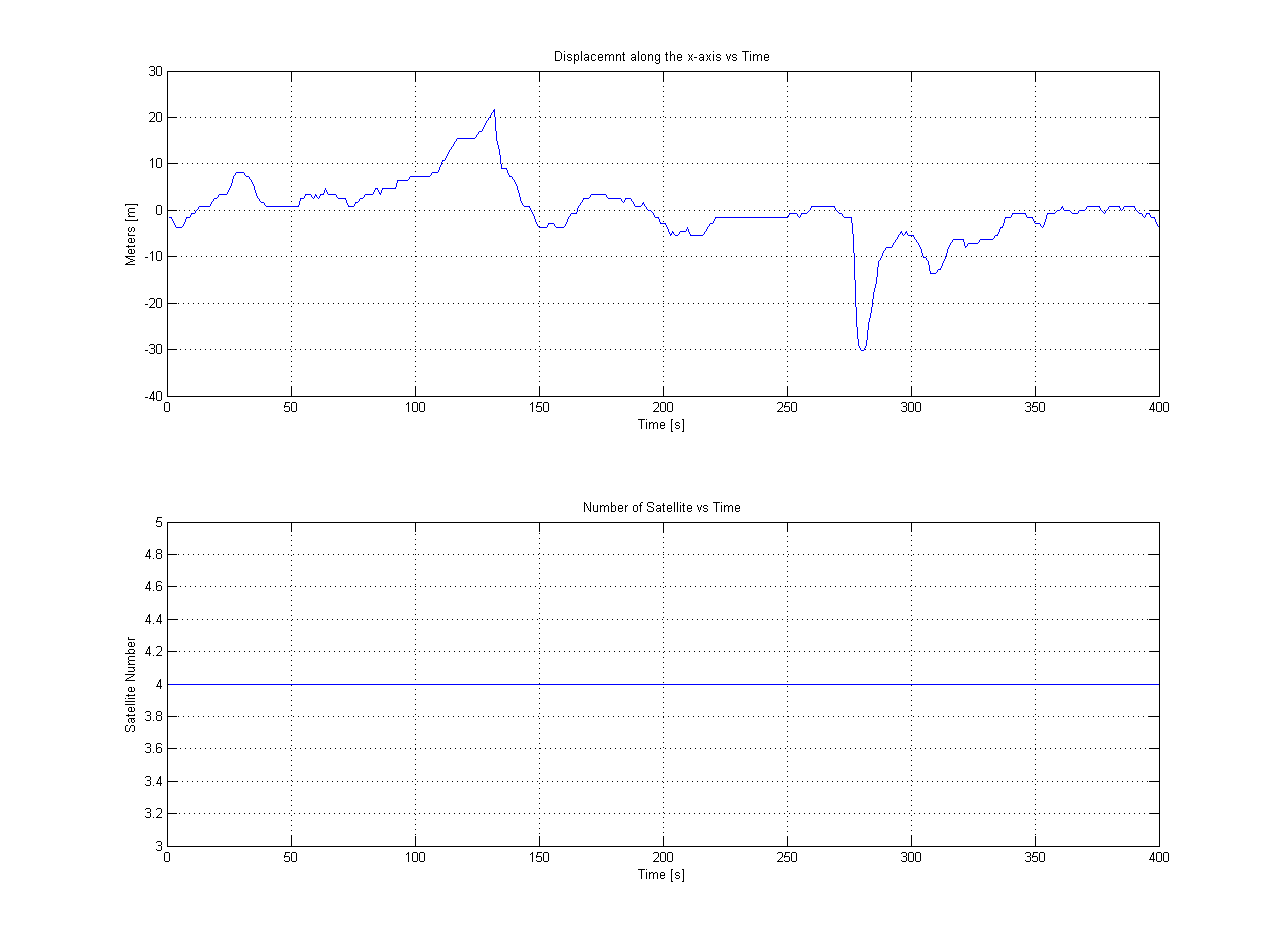 Displacemnt along the x-axis vs Time
30
20
10
0
-10
-20
-30
-40
Meters [m]
0 50 100 150 200 250 300 350 400
Time [s]
Number of Satellite vs Time
5
4.8
4.6
4.4
4.2
4
3.8
3.6
3.4
3.2
3
Satellite Number
0 50 100 150 200 250 300 350 400
Time [s]